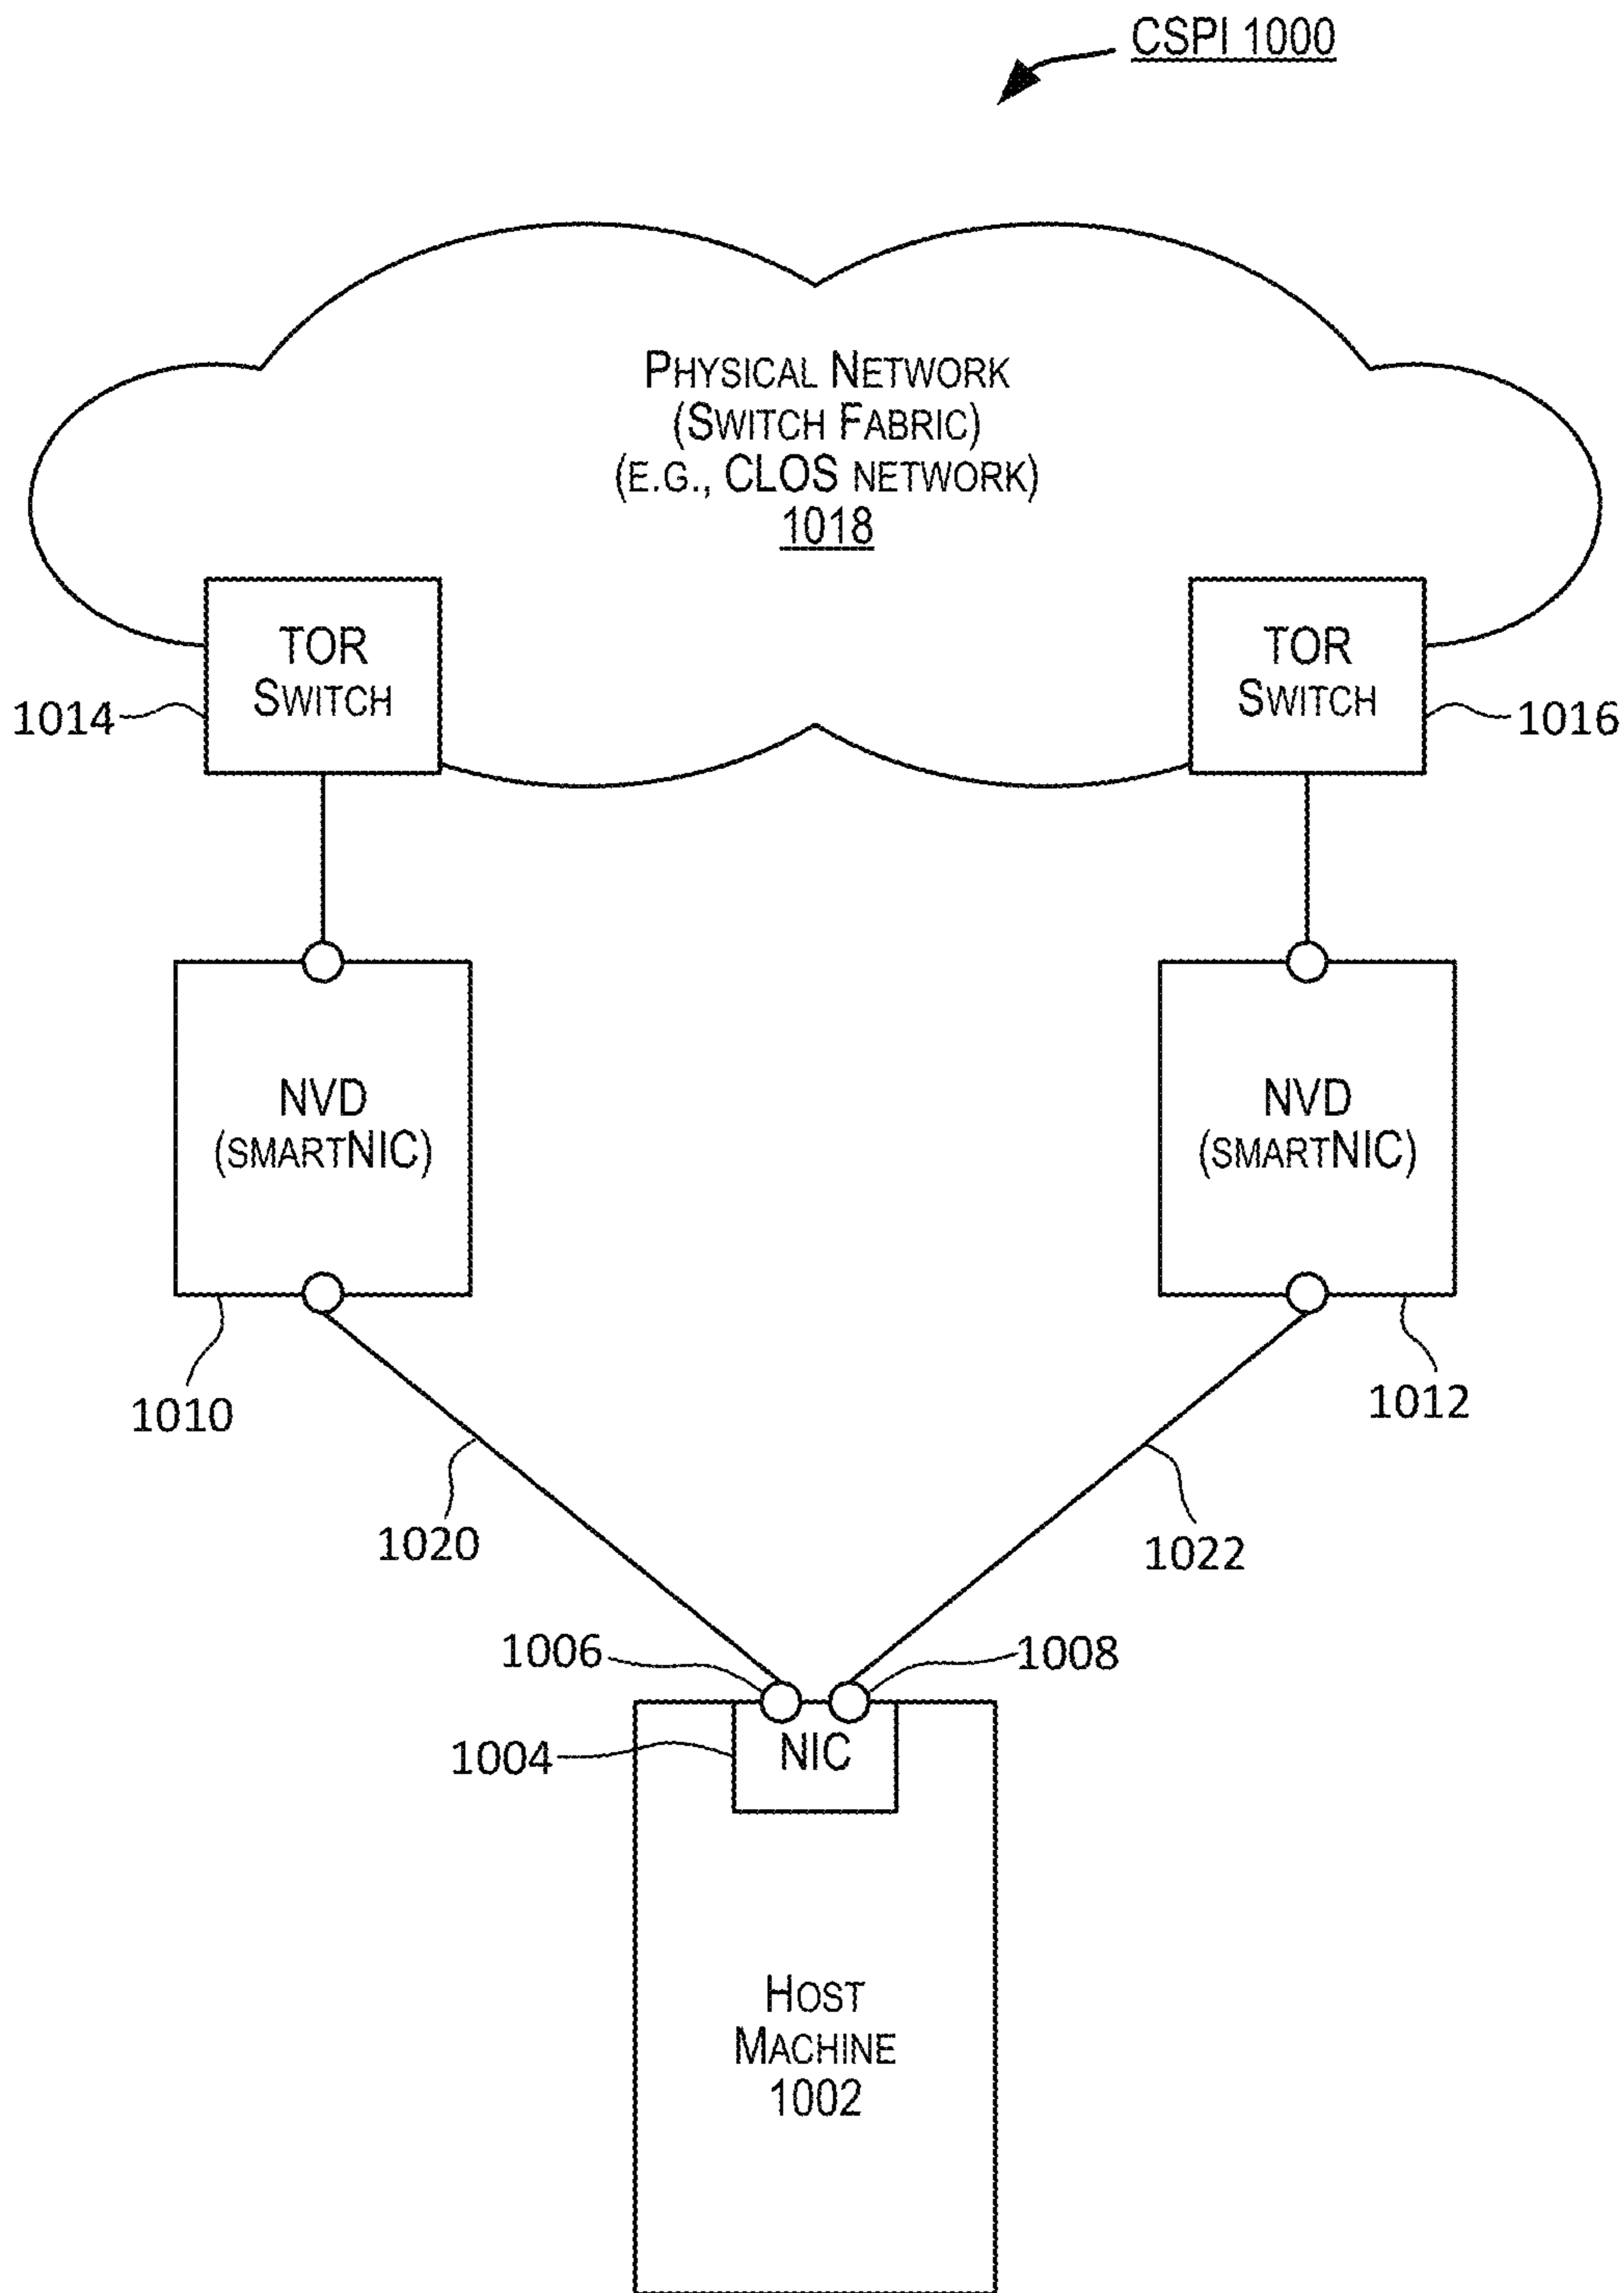 CSPI 1000
PHYSICAL NETWORK
(SWITCH FABRIC)
(E.G., CLOS NETWORK)
1018
TOR
SWITCH
1014
TOR
SWITCH
1016
NVD
(SMARTNIC)
NVD
(SMARTNIC)
1010
1012
1020
1022
1006
1008
1004
NIC
HOST
MACHINE
1002